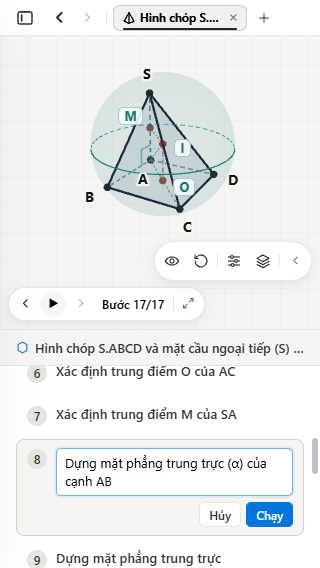 Hình chóp S....
S
M
I
A
O
D
B
C
Bước 17/17
Hình chóp S.ABCD và mặt cầu ngoại tiếp (S) ...
6 Xác định trung điểm O của AC
7 Xác định trung điểm M của SA
8 Dựng mặt phẳng trung trực (α) của
cạnh AB
Hủy Chạy
9 Dựng mặt phẳng trung trực